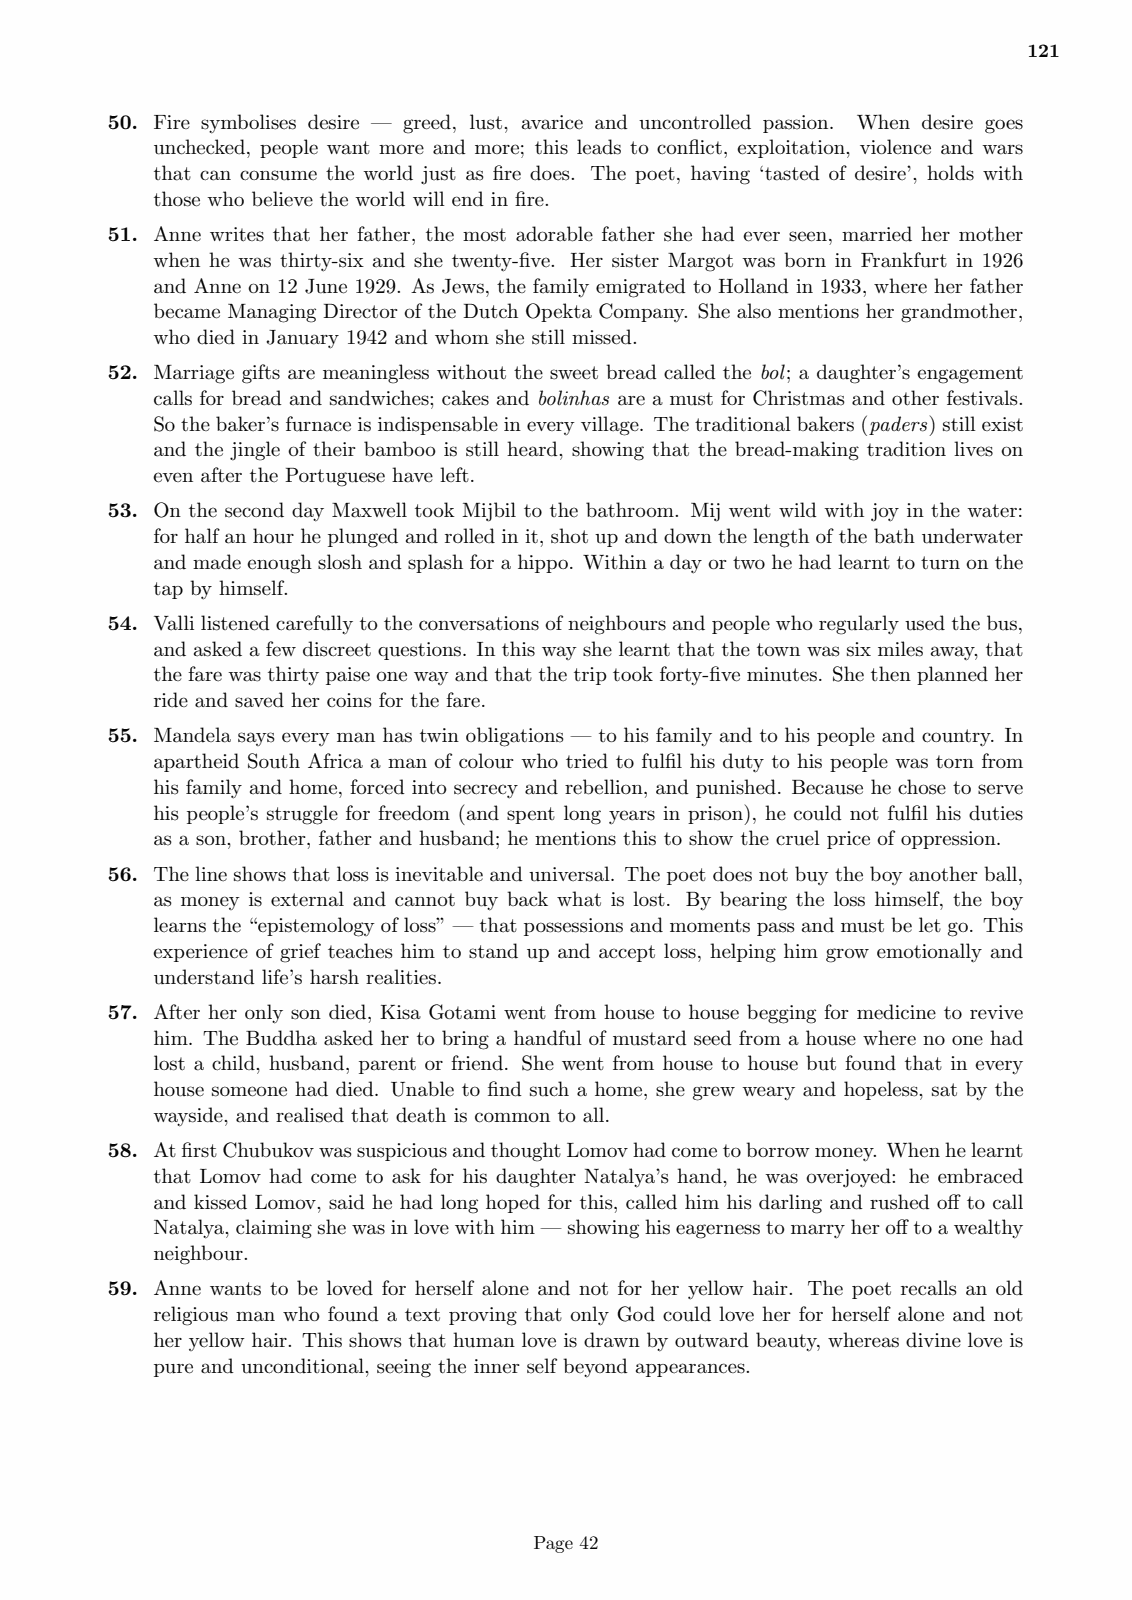 121
50. Fire symbolises desire — greed, lust, avarice and uncontrolled passion. When desire goes
unchecked, people want more and more; this leads to conflict, exploitation, violence and wars
that can consume the world just as fire does. The poet, having ‘tasted of desire’, holds with
those who believe the world will end in fire.
51. Anne writes that her father, the most adorable father she had ever seen, married her mother
when he was thirty-six and she twenty-five. Her sister Margot was born in Frankfurt in 1926
and Anne on 12 June 1929. As Jews, the family emigrated to Holland in 1933, where her father
became Managing Director of the Dutch Opekta Company. She also mentions her grandmother,
who died in January 1942 and whom she still missed.
52. Marriage gifts are meaningless without the sweet bread called the bol; a daughter’s engagement
calls for bread and sandwiches; cakes and bolinhas are a must for Christmas and other festivals.
So the baker’s furnace is indispensable in every village. The traditional bakers (paders) still exist
and the jingle of their bamboo is still heard, showing that the bread-making tradition lives on
even after the Portuguese have left.
53. On the second day Maxwell took Mijbil to the bathroom. Mij went wild with joy in the water:
for half an hour he plunged and rolled in it, shot up and down the length of the bath underwater
and made enough slosh and splash for a hippo. Within a day or two he had learnt to turn on the
tap by himself.
54. Valli listened carefully to the conversations of neighbours and people who regularly used the bus,
and asked a few discreet questions. In this way she learnt that the town was six miles away, that
the fare was thirty paise one way and that the trip took forty-five minutes. She then planned her
ride and saved her coins for the fare.
55. Mandela says every man has twin obligations — to his family and to his people and country. In
apartheid South Africa a man of colour who tried to fulfil his duty to his people was torn from
his family and home, forced into secrecy and rebellion, and punished. Because he chose to serve
his people’s struggle for freedom (and spent long years in prison), he could not fulfil his duties
as a son, brother, father and husband; he mentions this to show the cruel price of oppression.
56. The line shows that loss is inevitable and universal. The poet does not buy the boy another ball,
as money is external and cannot buy back what is lost. By bearing the loss himself, the boy
learns the “epistemology of loss” — that possessions and moments pass and must be let go. This
experience of grief teaches him to stand up and accept loss, helping him grow emotionally and
understand life’s harsh realities.
57. After her only son died, Kisa Gotami went from house to house begging for medicine to revive
him. The Buddha asked her to bring a handful of mustard seed from a house where no one had
lost a child, husband, parent or friend. She went from house to house but found that in every
house someone had died. Unable to find such a home, she grew weary and hopeless, sat by the
wayside, and realised that death is common to all.
58. At first Chubukov was suspicious and thought Lomov had come to borrow money. When he learnt
that Lomov had come to ask for his daughter Natalya’s hand, he was overjoyed: he embraced
and kissed Lomov, said he had long hoped for this, called him his darling and rushed off to call
Natalya, claiming she was in love with him — showing his eagerness to marry her off to a wealthy
neighbour.
59. Anne wants to be loved for herself alone and not for her yellow hair. The poet recalls an old
religious man who found a text proving that only God could love her for herself alone and not
her yellow hair. This shows that human love is drawn by outward beauty, whereas divine love is
pure and unconditional, seeing the inner self beyond appearances.
Page 42